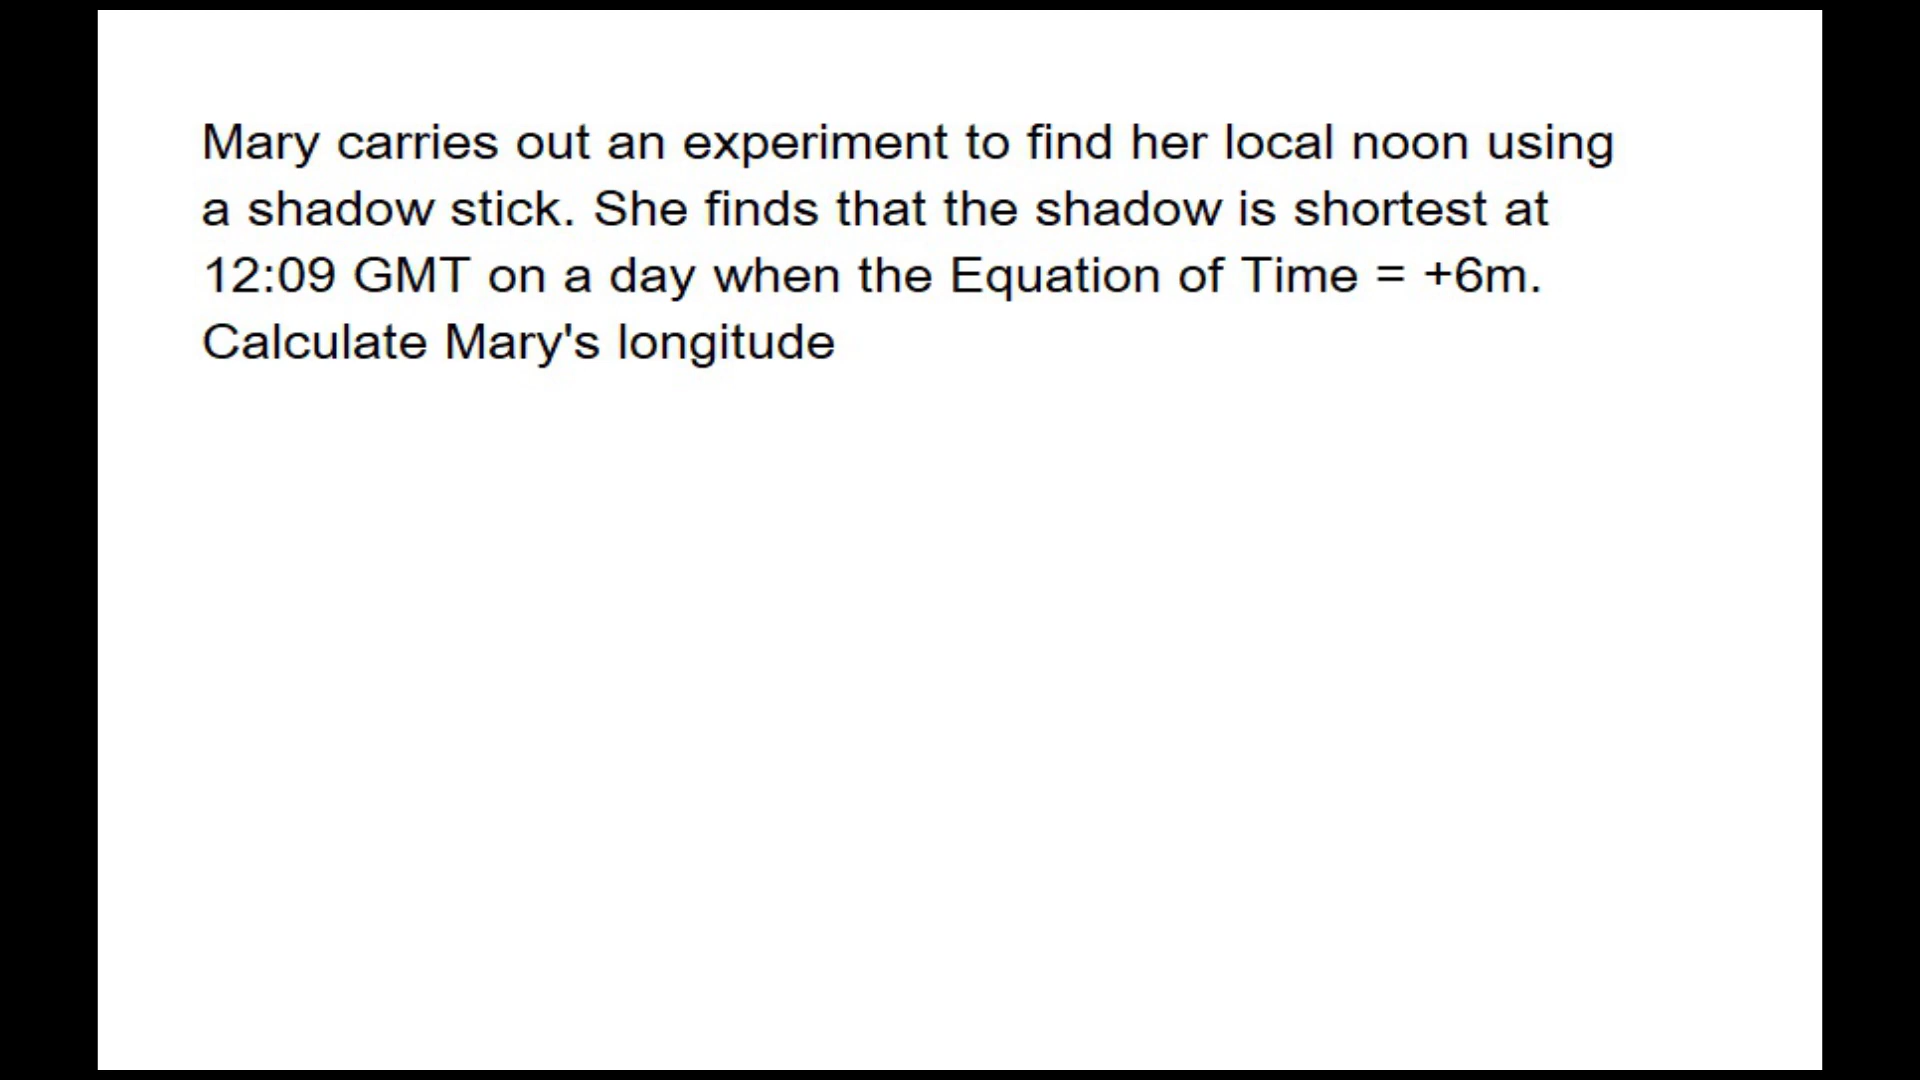 Mary carries out an experiment to find her local noon using
a shadow stick. She finds that the shadow is shortest at
12:09 GMT on a day when the Equation of Time = +6m.
Calculate Mary's longitude